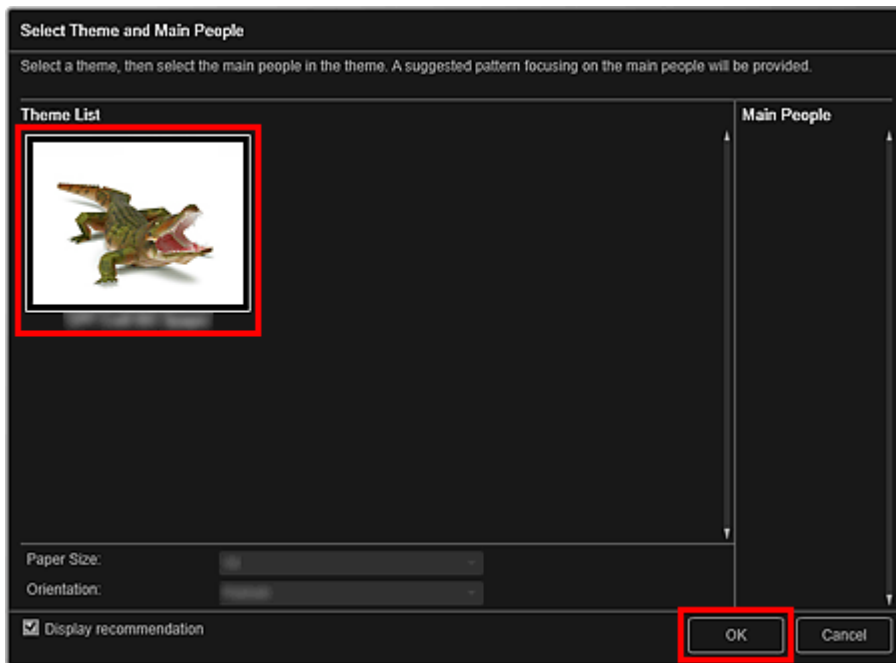 Select Theme and Main People
Select a theme, then select the main people in the theme. A suggested pattern focusing on the main people will be provided.
Theme List
Main People
Paper Size:
Orientation:
Display recommendation
OK
Cancel